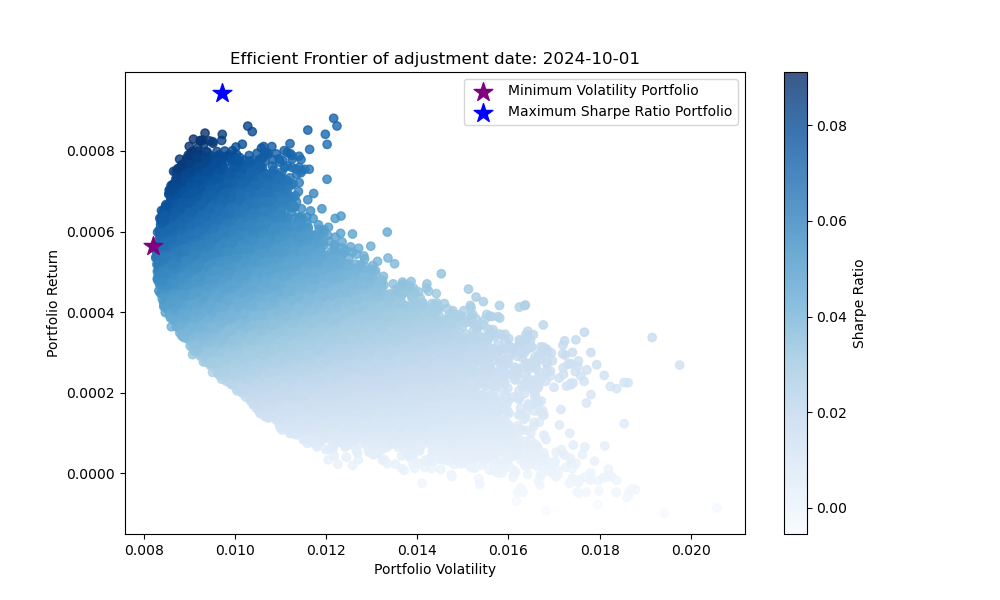 Efficient Frontier of adjustment date: 2024-10-01
Minimum Volatility Portfolio
Maximum Sharpe Ratio Portfolio
Portfolio Return
0.0008
0.0006
0.0004
0.0002
0.0000
0.008 0.010 0.012 0.014 0.016 0.018 0.020
Portfolio Volatility
0.08
0.06
0.04
0.02
0.00
Sharpe Ratio